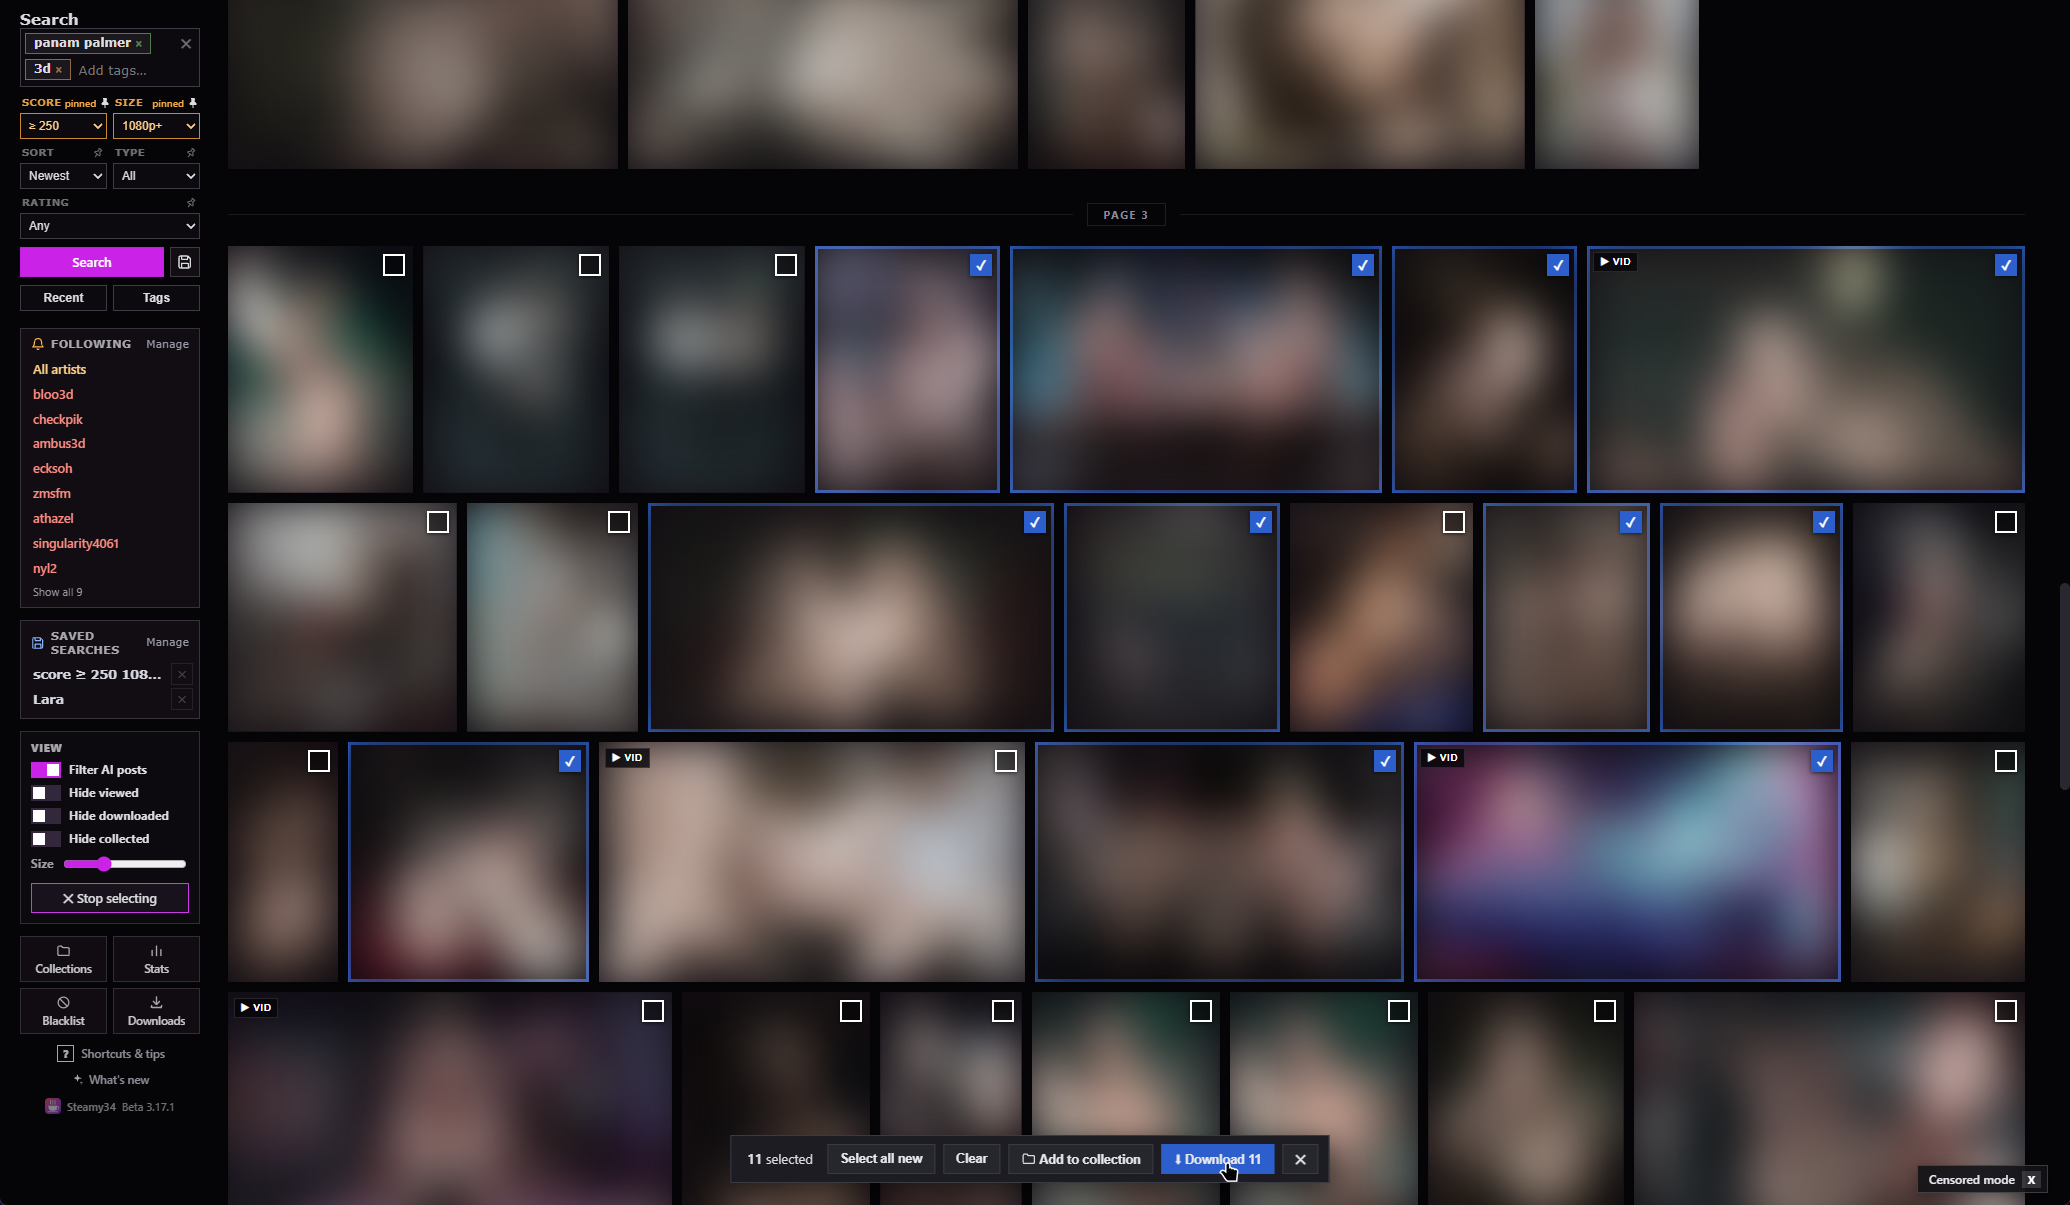 Search
panam palmer ×
3d × Add tags...
SCORE pinned SIZE pinned
≥ 250 1080p+
SORT TYPE
Newest All
RATING
Any
Search
Recent Tags
FOLLOWING Manage
All artists
bloo3d
checkpik
ambus3d
ecksoh
zmsfm
athazel
singularity4061
nyl2
Show all 9
SAVED SEARCHES Manage
score ≥ 250 108...
Lara
VIEW
Filter AI posts
Hide viewed
Hide downloaded
Hide collected
Size
Stop selecting
Collections Stats
Blacklist Downloads
? Shortcuts & tips
What's new
Steamy34 Beta 3.17.1
PAGE 3
VID
VID
VID
VID
11 selected Select all new Clear Add to collection Download 11
Censored mode X